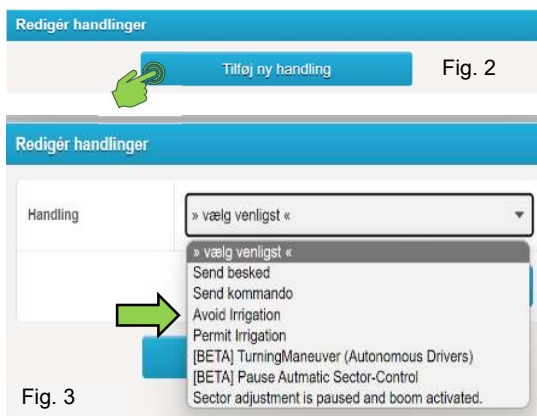 Redigér handlinger
Tilføj ny handling
Fig. 2
Redigér handlinger
Handling
» vælg venligst «
» vælg venligst «
Send besked
Send kommando
Avoid Irrigation
Permit Irrigation
[BETA] TurningManeuver (Autonomous Drivers)
[BETA] Pause Autmatic Sector-Control
Sector adjustment is paused and boom activated.
Fig. 3